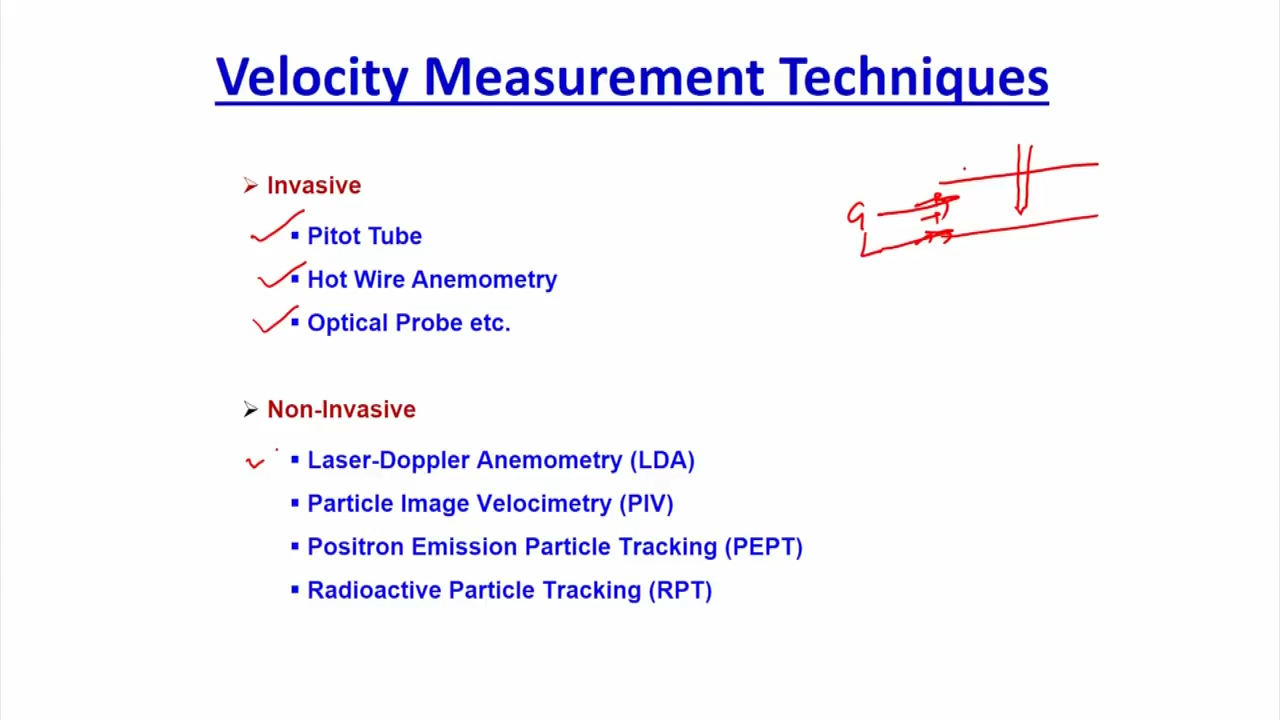 Velocity Measurement Techniques
Invasive
Pitot Tube
Hot Wire Anemometry
Optical Probe etc.
Non-Invasive
Laser-Doppler Anemometry (LDA)
Particle Image Velocimetry (PIV)
Positron Emission Particle Tracking (PEPT)
Radioactive Particle Tracking (RPT)